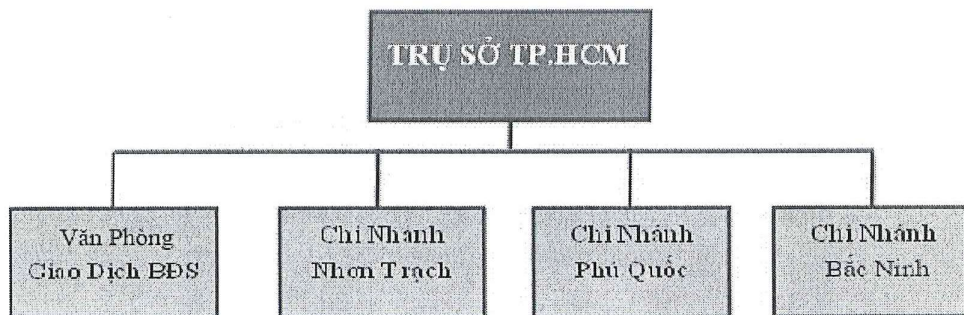 TRỤ SỞ TP.HCM
Văn Phòng
Giao Dịch BĐS
Chi Nhánh
Nhơn Trạch
Chi Nhánh
Phú Quốc
Chi Nhánh
Bắc Ninh